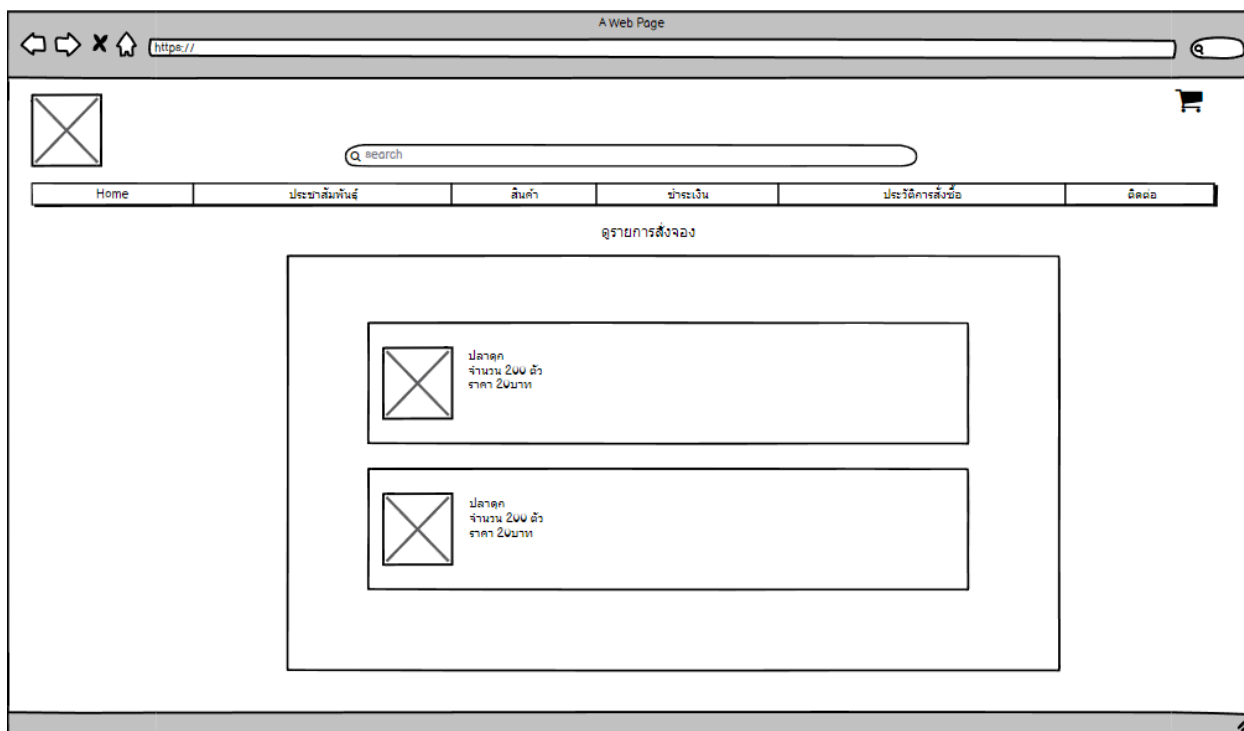 A Web Page
https://
search
Home
ประชาสัมพันธ์
สินค้า
ชำระเงิน
ประวัติการสั่งซื้อ
ติดต่อ
ดูรายการสั่งจอง
ปลาดุก
จำนวน 200 ตัว
ราคา 20บาท
ปลาดุก
จำนวน 200 ตัว
ราคา 20บาท